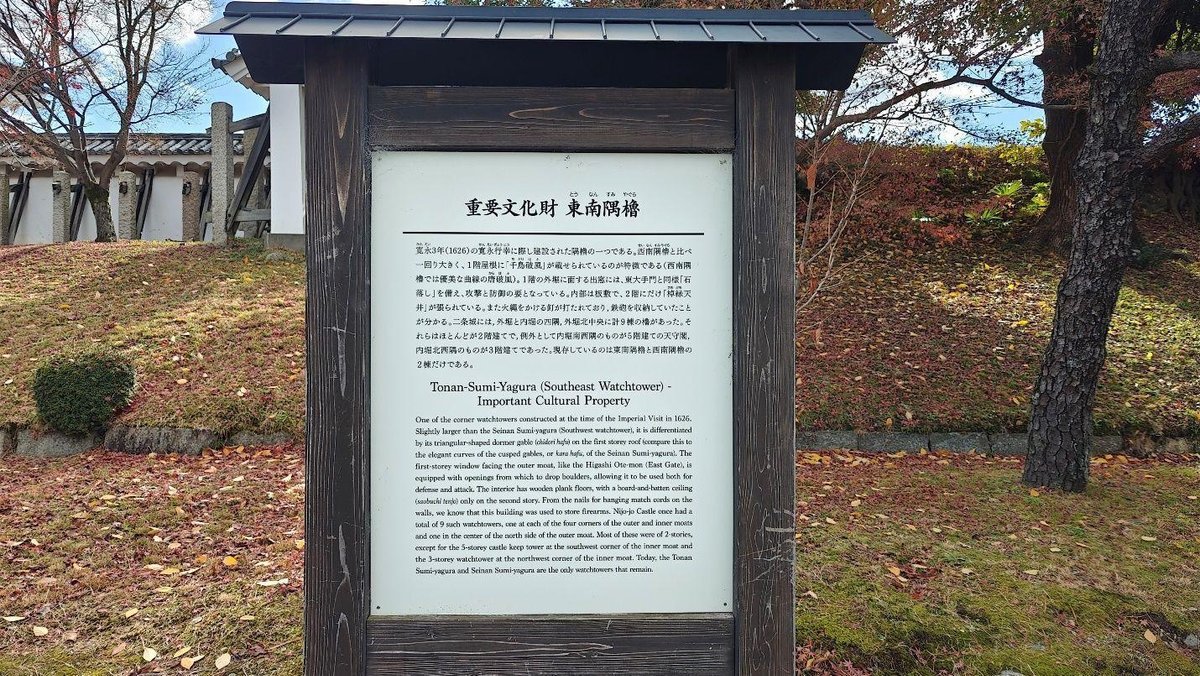 重要文化財 東南隅櫓
とう なん すみ やぐら
寛永3年(1626)の寛永行幸に際し建設された隅櫓の一つである。西南隅櫓と比べ
一回り大きく、1階屋根に「千鳥破風」が載せられているのが特徴である(西南隅
櫓では優美な曲線の唐破風)。1階の外堀に面する出窓には、東大手門と同様「石
落し」を備え、攻撃と防御の要となっている。内部は板敷で、2階にだけ「棹縁天
井」が張られている。また火縄をかける釘が打たれており、鉄砲を収納していたこと
が分かる。二条城には、外堀と内堀の四隅、外堀北中央に計9棟の櫓があった。そ
れらはほとんどが2階建てで、例外として内堀南西隅のものが5階建ての天守閣、
内堀北西隅のものが3階建てであった。現存しているのは東南隅櫓と西南隅櫓の
2棟だけである。
Tonan-Sumi-Yagura (Southeast Watchtower) -
Important Cultural Property
One of the corner watchtowers constructed at the time of the Imperial Visit in 1626.
Slightly larger than the Seinan Sumi-yagura (Southwest watchtower), it is differentiated
by its triangular-shaped dormer gable (chidori hafu) on the first storey roof (compare this to
the elegant curves of the cusped gables, or kara hafu, of the Seinan Sumi-yagura). The
first-storey window facing the outer moat, like the Higashi Ote-mon (East Gate), is
equipped with openings from which to drop boulders, allowing it to be used both for
defense and attack. The interior has wooden plank floors, with a board-and-batten ceiling
(saobuchi tenjo) only on the second story. From the nails for hanging match cords on the
walls, we know that this building was used to store firearms. Nijo-jo Castle once had a
total of 9 such watchtowers, one at each of the four corners of the outer and inner moats
and one in the center of the north side of the outer moat. Most of these were of 2-stories,
except for the 5-storey castle keep tower at the southwest corner of the inner moat and
the 3-storey watchtower at the northwest corner of the inner moat. Today, the Tonan
Sumi-yagura and Seinan Sumi-yagura are the only watchtowers that remain.